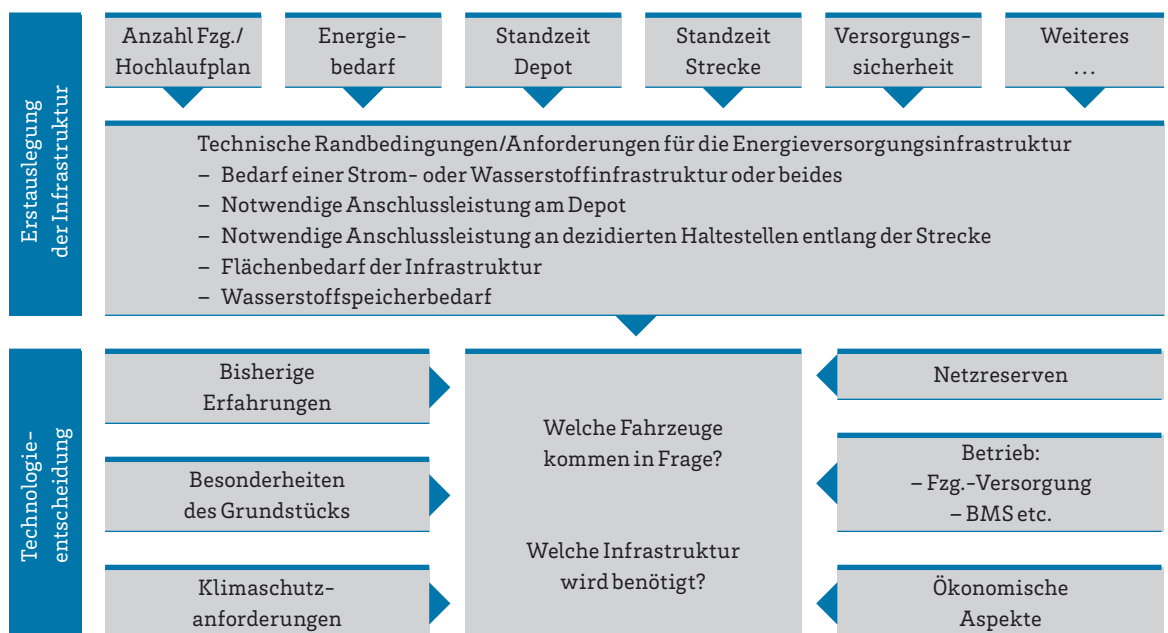 Erstauslegung
der Infrastruktur
Anzahl Fzg./
Hochlaufplan
Energie-
bedarf
Standzeit
Depot
Standzeit
Strecke
Versorgungs-
sicherheit
Weiteres
...
Technische Randbedingungen/Anforderungen für die Energieversorgungsinfrastruktur
– Bedarf einer Strom- oder Wasserstoffinfrastruktur oder beides
– Notwendige Anschlussleistung am Depot
– Notwendige Anschlussleistung an dezidierten Haltestellen entlang der Strecke
– Flächenbedarf der Infrastruktur
– Wasserstoffspeicherbedarf
Technologie-
entscheidung
Bisherige
Erfahrungen
Besonderheiten
des Grundstücks
Klimaschutz-
anforderungen
Welche Fahrzeuge
kommen in Frage?
Welche Infrastruktur
wird benötigt?
Netzreserven
Betrieb:
– Fzg.-Versorgung
– BMS etc.
Ökonomische
Aspekte